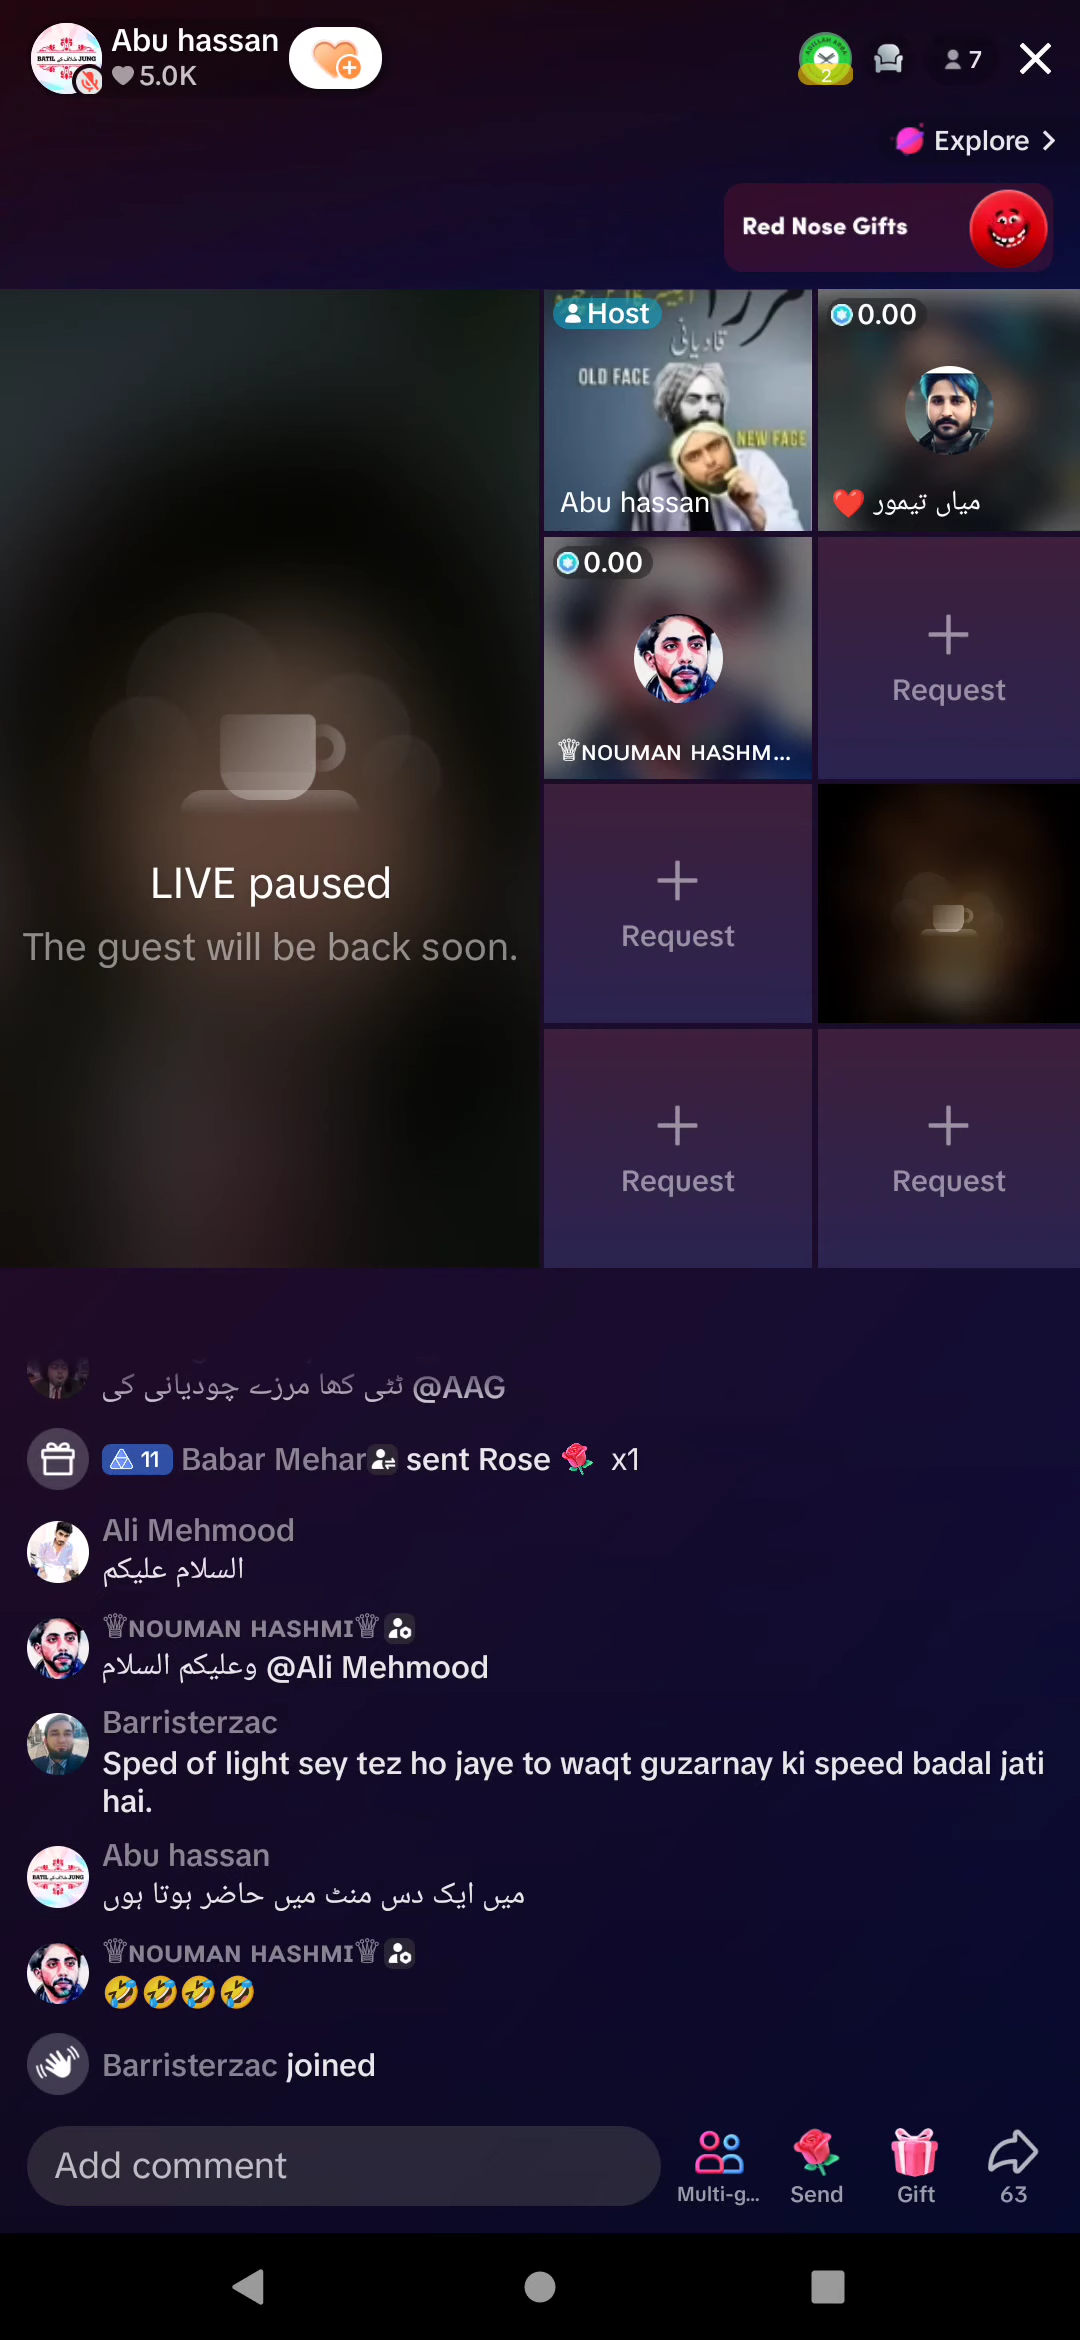 Abu hassan
5.0K
2
7
Explore
Red Nose Gifts
Host
قادیانی
OLD FACE
NEW FACE
Abu hassan
0.00
میاں تیمور ❤️
0.00
♕NOUMAN HASHM...
Request
LIVE paused
The guest will be back soon.
Request
Request
Request
ٹٹی کھا مرزے چودیانی کی @AAG
11 Babar Mehar sent Rose 🌹 x1
Ali Mehmood
السلام علیکم
♕NOUMAN HASHMI♕
وعلیکم السلام @Ali Mehmood
Barristerzac
Sped of light sey tez ho jaye to waqt guzarnay ki speed badal jati
hai.
Abu hassan
میں ایک دس منٹ میں حاضر ہوتا ہوں
♕NOUMAN HASHMI♕
🤣🤣🤣🤣
Barristerzac joined
Add comment
Multi-g...
Send
Gift
63